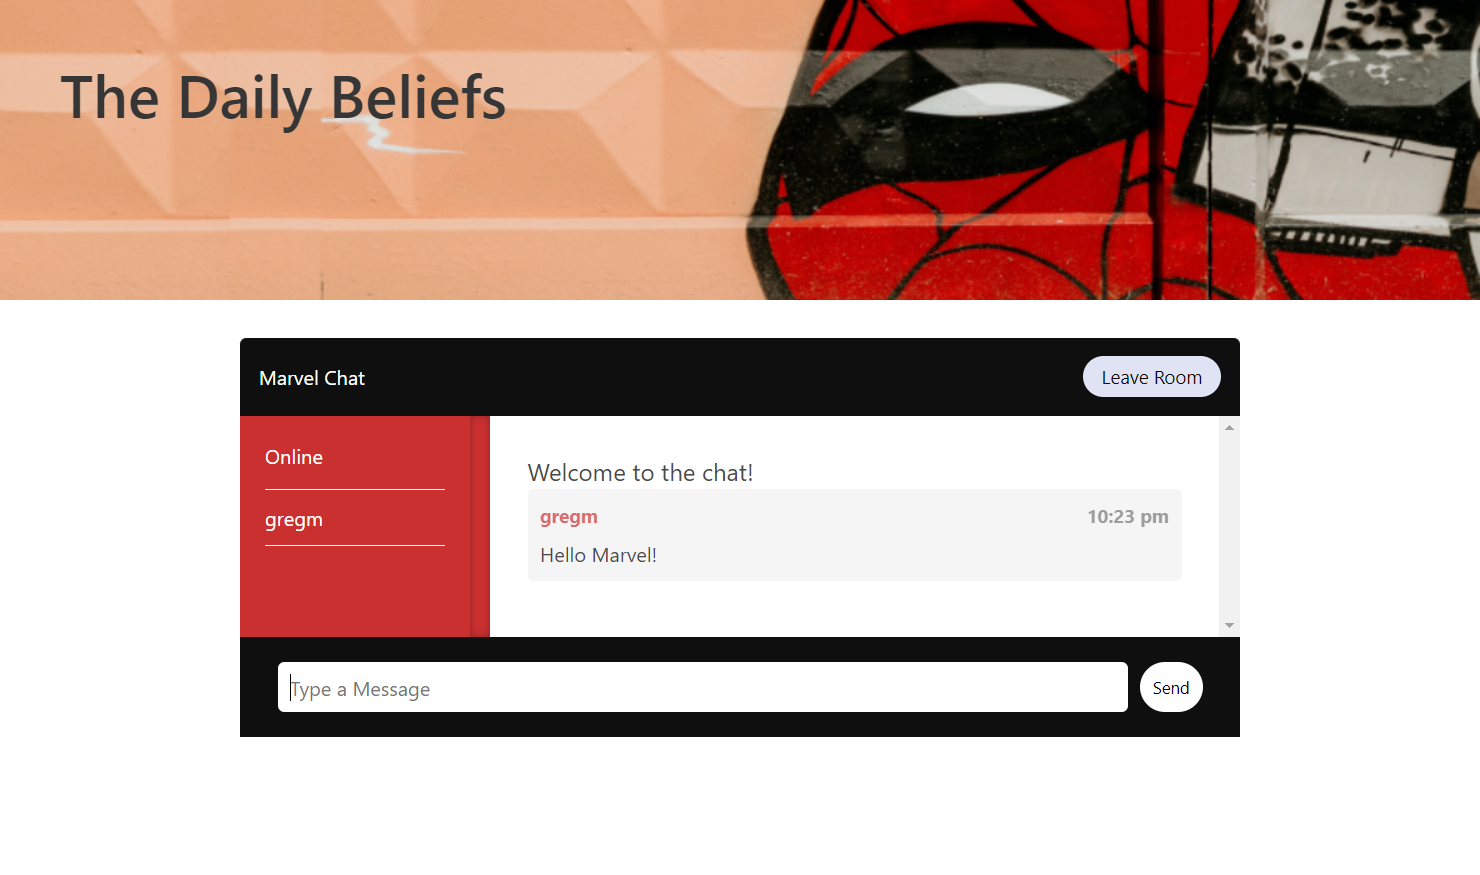 The Daily Beliefs
Marvel Chat
Leave Room
Online
gregm
Welcome to the chat!
gregm
10:23 pm
Hello Marvel!
Type a Message
Send